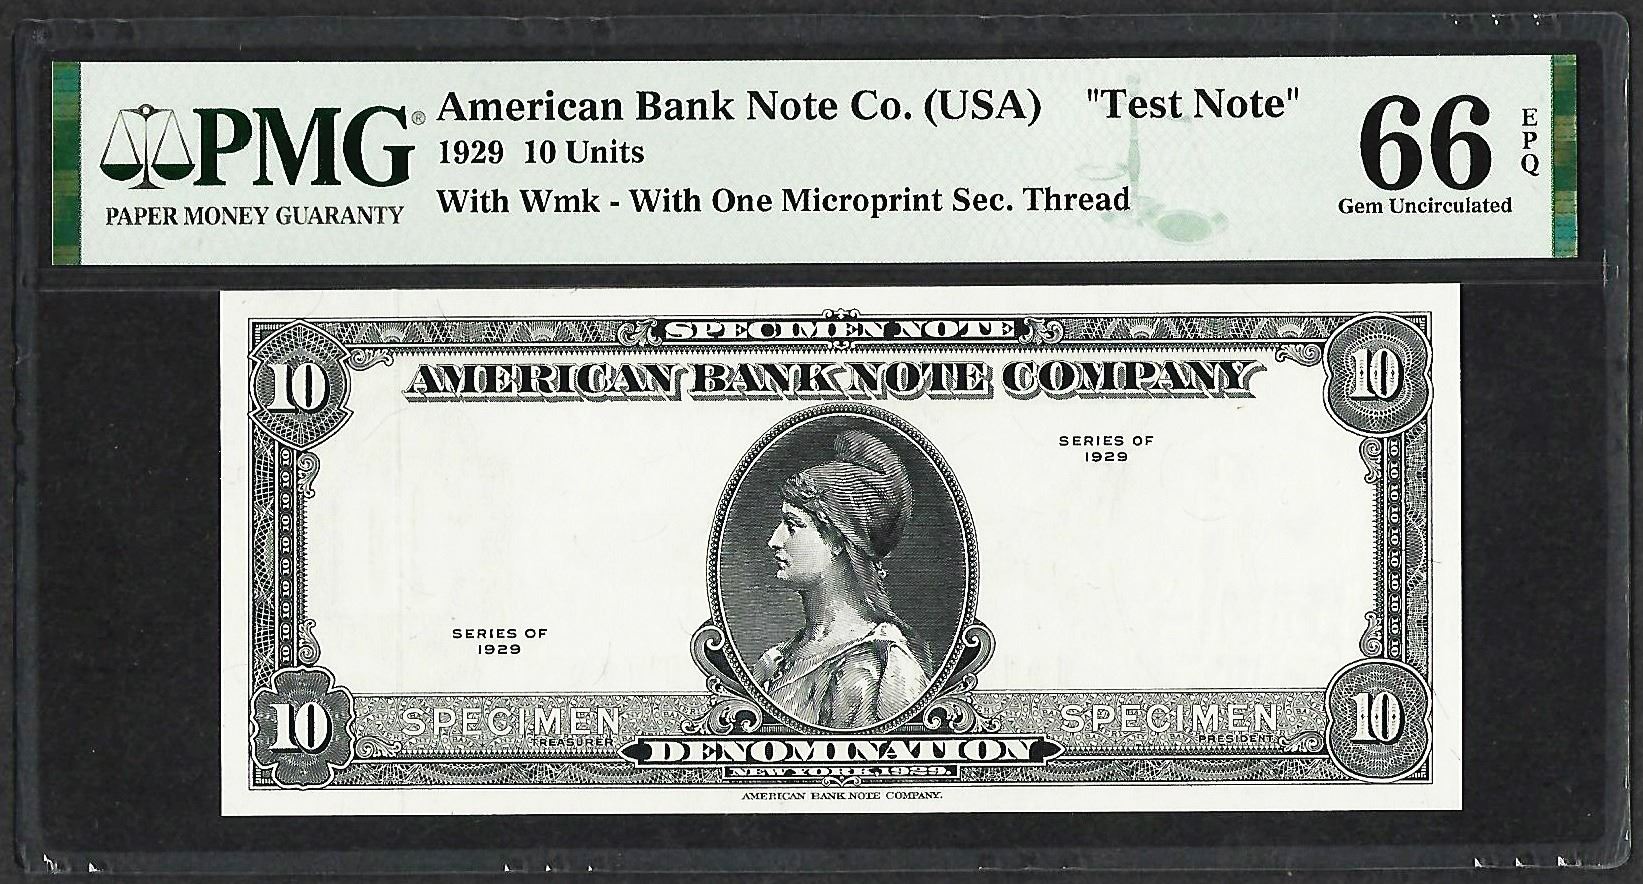 PMG®
PAPER MONEY GUARANTY
American Bank Note Co. (USA) "Test Note"
1929 10 Units
With Wmk - With One Microprint Sec. Thread
66
EPQ
Gem Uncirculated
SPECIMEN NOTE
10 10
AMERICAN BANK NOTE COMPANY
SERIES OF
1929
SERIES OF
1929
SPECIMEN SPECIMEN
TREASURER PRESIDENT
10 10
DENOMINATION
NEW YORK 1929.
AMERICAN BANK NOTE COMPANY.